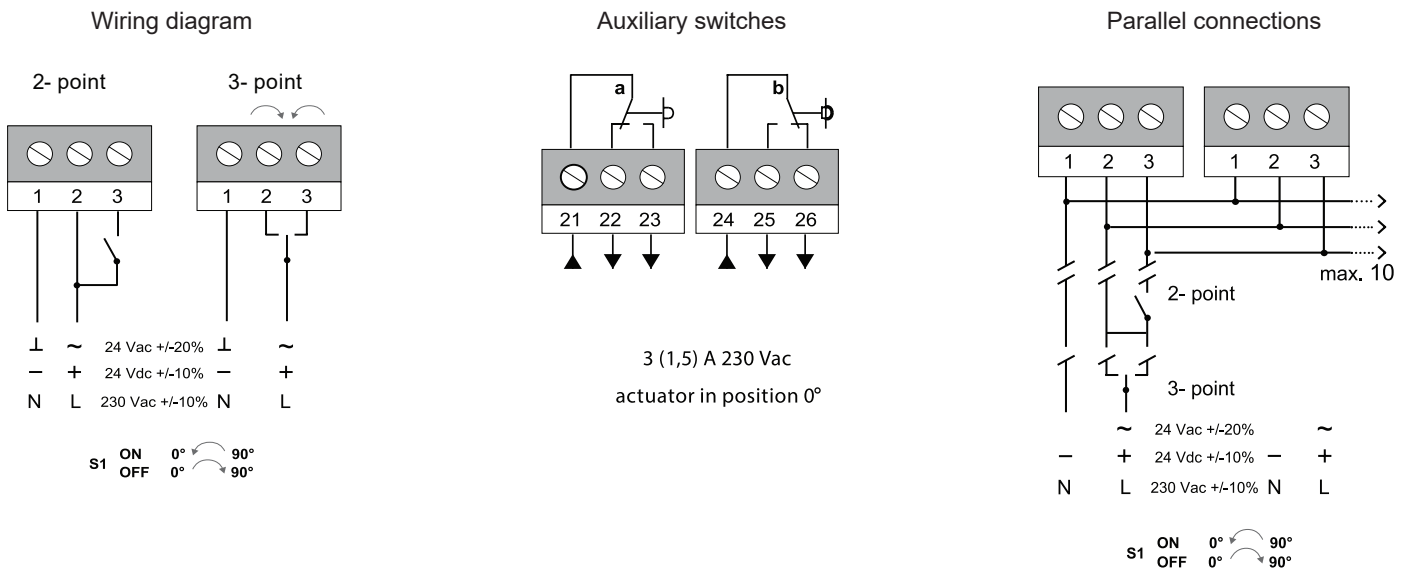 Wiring diagram
2- point
3- point
1 2 3
1 2 3
⊥ ~ 24 Vac +/-20% ⊥ ~
− + 24 Vdc +/-10% − +
N L 230 Vac +/-10% N L
S1 ON 0° 90°
OFF 0° 90°
Auxiliary switches
a
b
21 22 23
24 25 26
3 (1,5) A 230 Vac
actuator in position 0°
Parallel connections
1 2 3
1 2 3
max. 10
2- point
3- point
~ 24 Vac +/-20% ~
− + 24 Vdc +/-10% − +
N L 230 Vac +/-10% N L
S1 ON 0° 90°
OFF 0° 90°